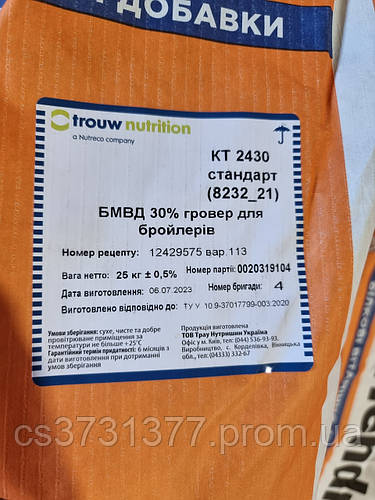 ДОБАВКИ
trouw nutrition
a Nutreco company
КТ 2430
стандарт
(8232_21)
БМВД 30% гровер для
бройлерів
Номер рецепту: 12429575 вар.113
Вага нетто: 25 кг ± 0,5% Номер партії: 0020319104
Дата виготовлення: 06.07.2023 Номер бригади: 4
Виготовлено відповідно до: ТУ У 10.9-37017799-003:2020
Умови зберігання: сухе, чисте та добре
провітрюване приміщення за
температури не більше +25°С
Гарантійний термін придатності: 6 місяців з
дати виготовлення при дотриманні
умов зберігання
Продукція виготовлена
ТОВ Трау Нутришин Україна
Офіс у м. Києві, тел. (044) 536-93-93.
Виробництво, с. Корделівка, Вінницька
обл., тел.(04333) 332-67
cs3731377.prom.ua